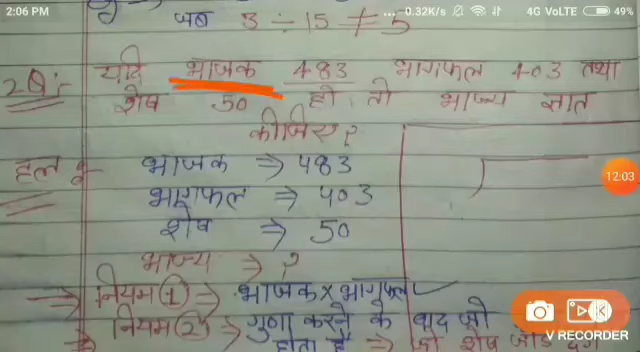 2:06 PM ...0.32K/s 4G VoLTE 49%
जब 3 ÷ 15 ≠ 5
2Q:- यदि भाजक 483 भागफल 403 तथा
शेष 50 हो तो भाज्य ज्ञात
कीजिए?
हल :- भाजक ⇒ 483
भागफल ⇒ 403
शेष ⇒ 50
भाज्य ⇒ ?
12:03
⇒ नियम ① ⇒ भाजक x भागफल
⇒ नियम ② ⇒ गुणा करने के बाद जो
होता है ⇒ शेष जोड़
V RECORDER